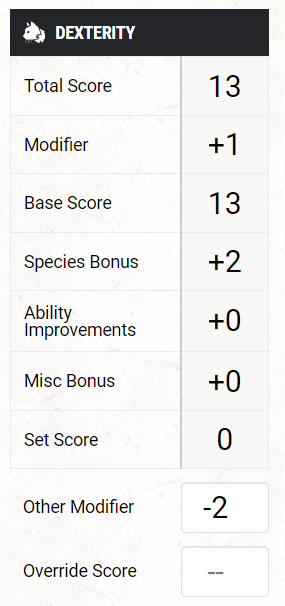 DEXTERITY
Total Score 13
Modifier +1
Base Score 13
Species Bonus +2
Ability
Improvements +0
Misc Bonus +0
Set Score 0
Other Modifier -2
Override Score --